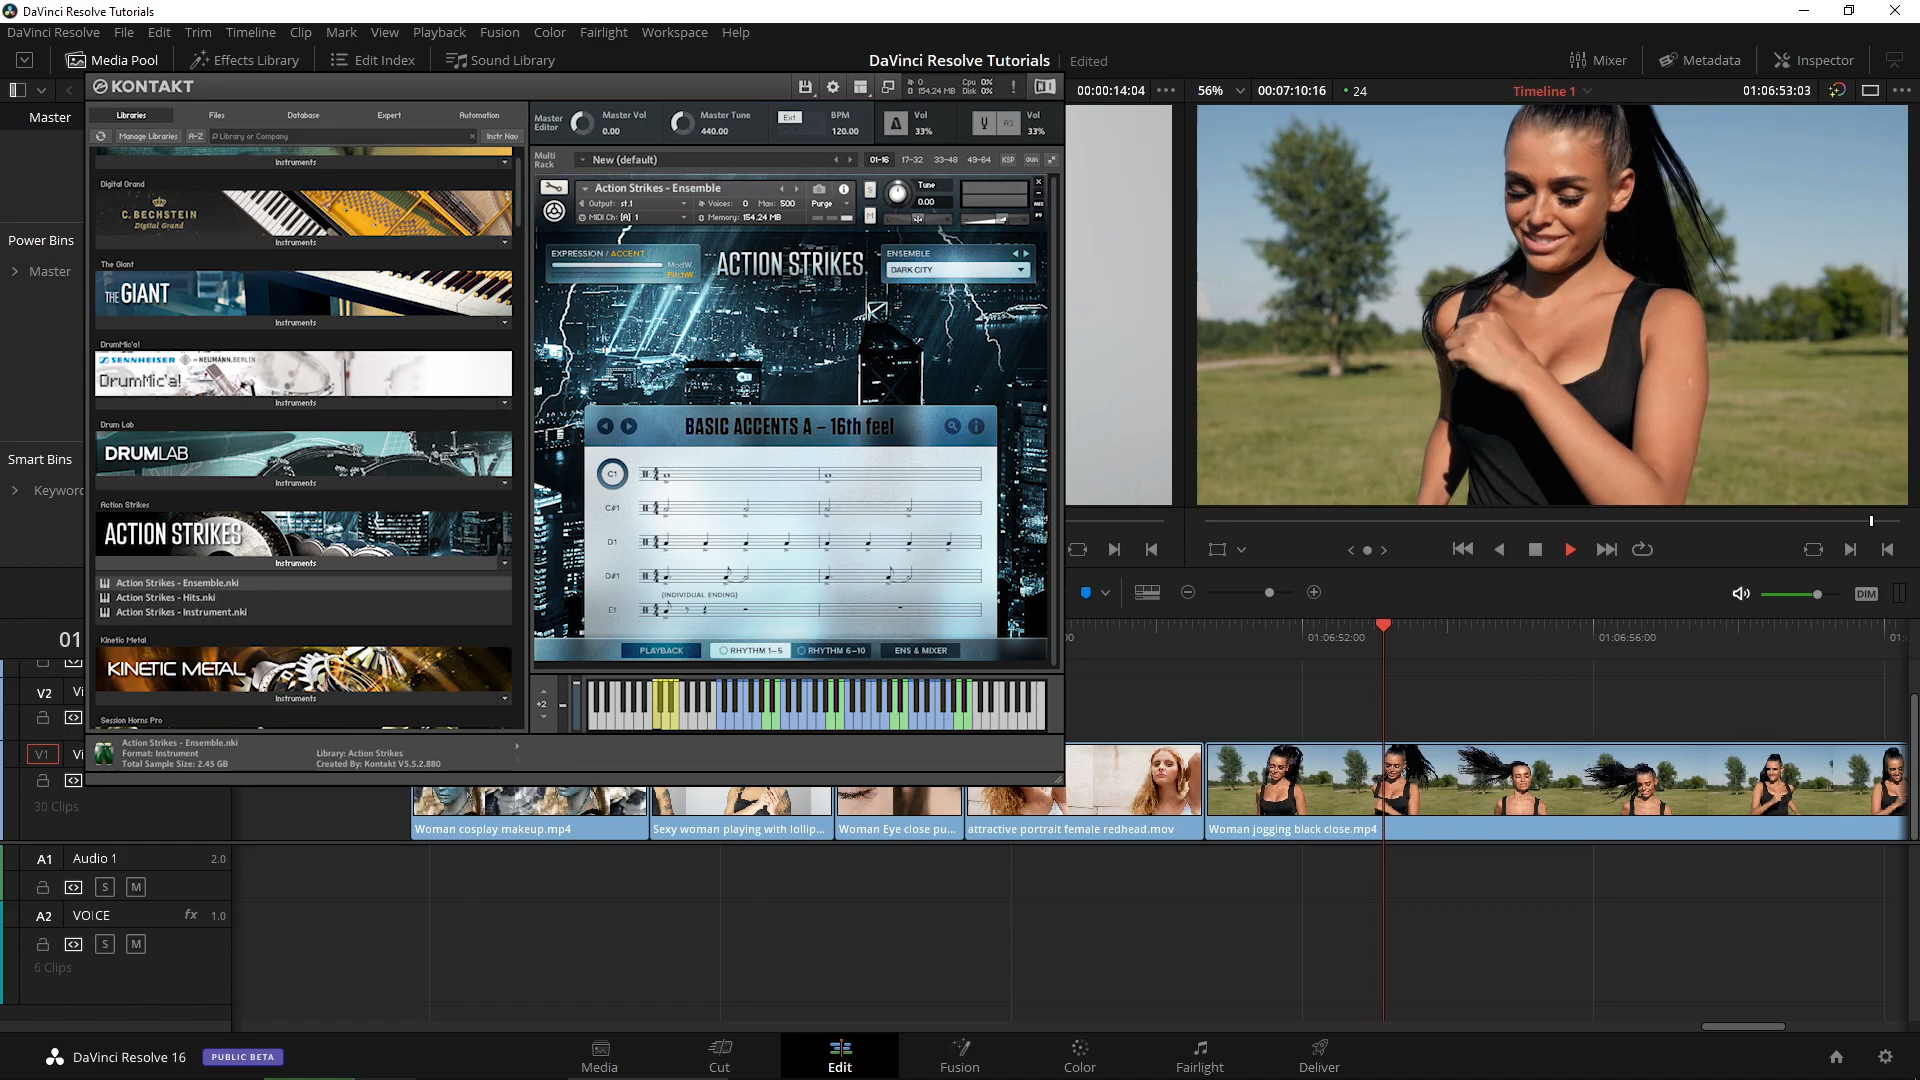 DaVinci Resolve Tutorials
DaVinci Resolve File Edit Trim Timeline Clip Mark View Playback Fusion Color Fairlight Workspace Help
Media Pool Effects Library Edit Index Sound Library DaVinci Resolve Tutorials Edited Mixer Metadata Inspector
00:00:14:04 56% 00:07:10:16 24 Timeline 1 01:06:53:03
Master
Power Bins
Master
Smart Bins
01
KONTAKT
0 Cpu 0%
154.24 MB Disk 0%
Libraries Files Database Expert Automation
Manage Libraries A-Z Library or Company Instr Nav
Instruments
Digital Grand
C. BECHSTEIN
Digital Grand
Instruments
The Giant
THE GIANT
Instruments
DrumMic'a!
SENNHEISER NEUMANN.BERLIN
DrumMic'a!
Instruments
Drum Lab
DRUMLAB
Instruments
Action Strikes
ACTION STRIKES
Instruments
Action Strikes - Ensemble.nki
Action Strikes - Hits.nki
Action Strikes - Instrument.nki
Kinetic Metal
KINETIC METAL
Instruments
Session Horns Pro
Master Editor
Master Vol
0.00
Master Tune
440.00
Ext
BPM
120.00
Vol
33%
A3
Vol
33%
Multi Rack
New (default) 01-16 17-32 33-48 49-64 KSP
Action Strikes - Ensemble
Output: st.1 Voices: 0 Max: 500 Purge
MIDI Ch: [A] 1 Memory: 154.24 MB
S
M
Tune
0.00
EXPRESSION / ACCENT
ModW.
PitchW.
ACTION STRIKES
ENSEMBLE
DARK CITY
BASIC ACCENTS A – 16th feel
C1
C#1
D1
D#1
(INDIVIDUAL ENDING)
E1
PLAYBACK RHYTHM 1-5 RHYTHM 6-10 ENS & MIXER
+2
Action Strikes - Ensemble.nki
Format: Instrument
Total Sample Size: 2.45 GB
Library: Action Strikes
Created By: Kontakt V5.5.2.880
DIM
01:06:52:00 01:06:56:00
V2
V1
30 Clips
Woman cosplay makeup.mp4 Sexy woman playing with lollip... Woman Eye close pu... attractive portrait female redhead.mov Woman jogging black close.mp4
A1 Audio 1 2.0
S M
A2 VOICE fx 1.0
S M
6 Clips
DaVinci Resolve 16 PUBLIC BETA
Media Cut Edit Fusion Color Fairlight Deliver